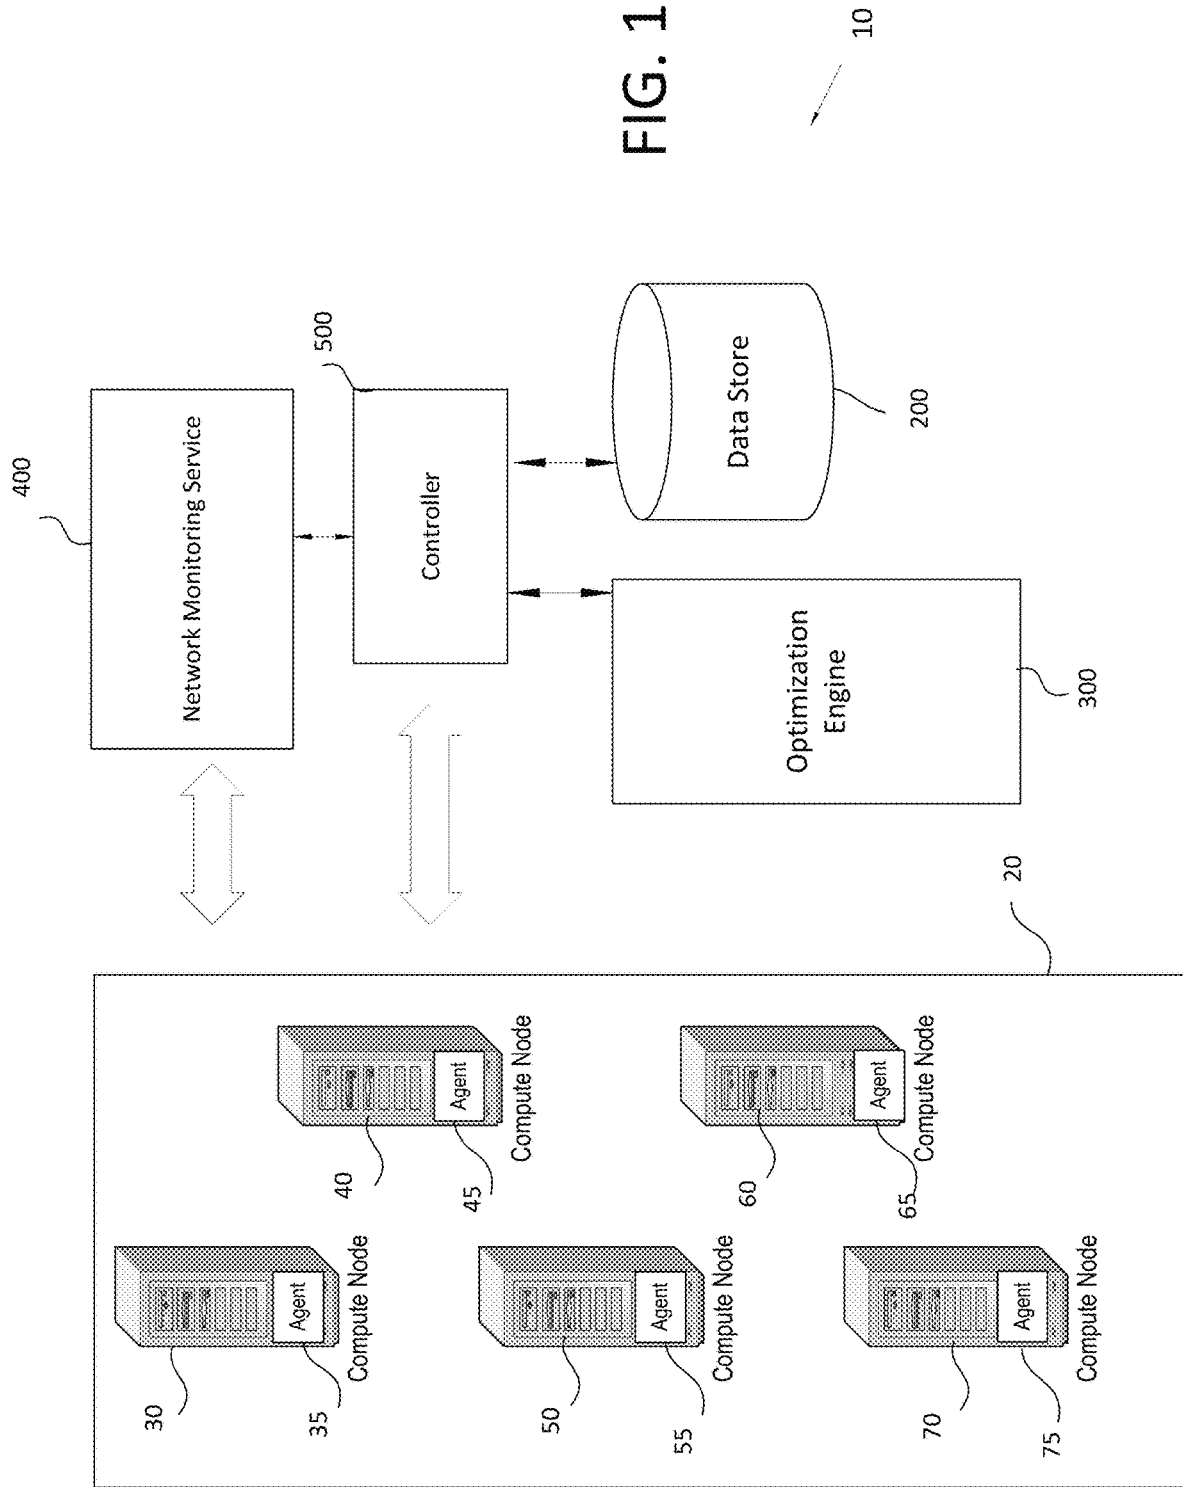 30
35
Agent
Compute Node
50
55
Agent
Compute Node
70
75
Agent
Compute Node
40
45
Agent
Compute Node
60
65
Agent
Compute Node
20
400
Network Monitoring Service
500
Controller
Optimization
Engine
300
Data Store
200
FIG. 1
10